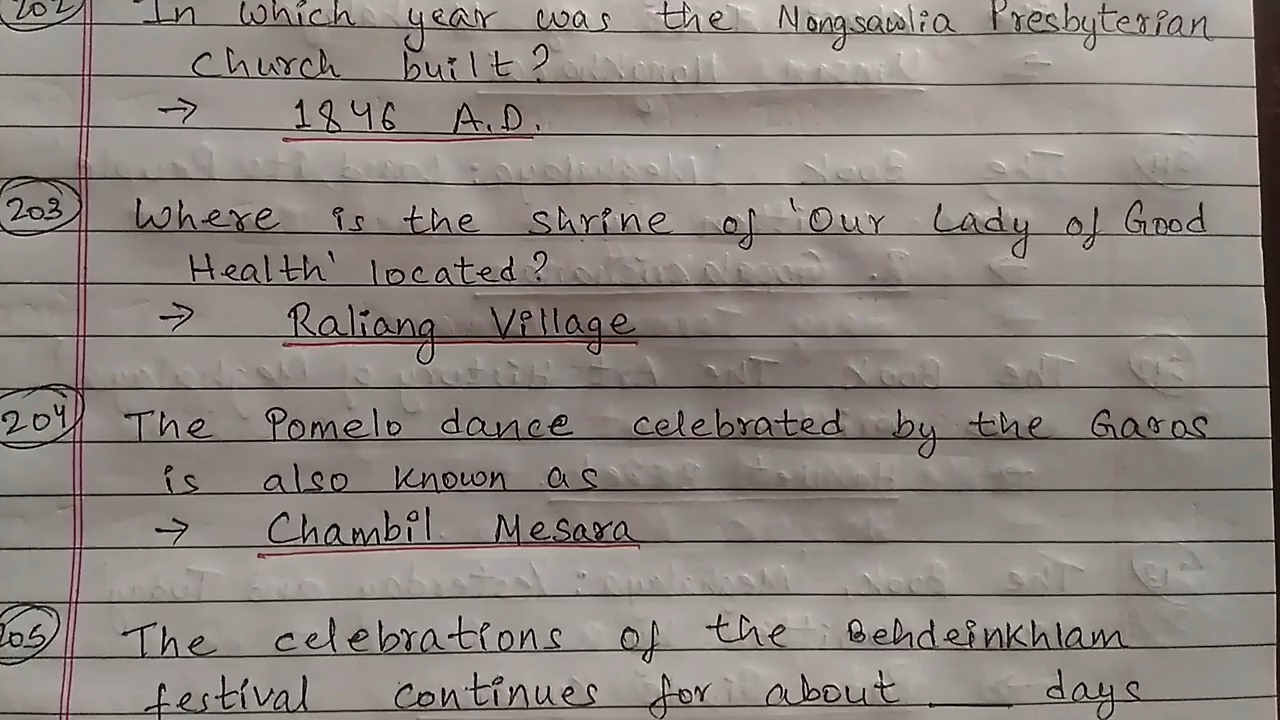 202 In which year was the Nongsawlia Presbyterian
Church built?
→ 1846 A.D.
203 Where is the shrine of 'Our Lady of Good
Health' located?
→ Raliang Village
204 The Pomelo dance celebrated by the Garos
is also known as
→ Chambil Mesara
205 The celebrations of the Behdeinkhlam
festival continues for about ___ days